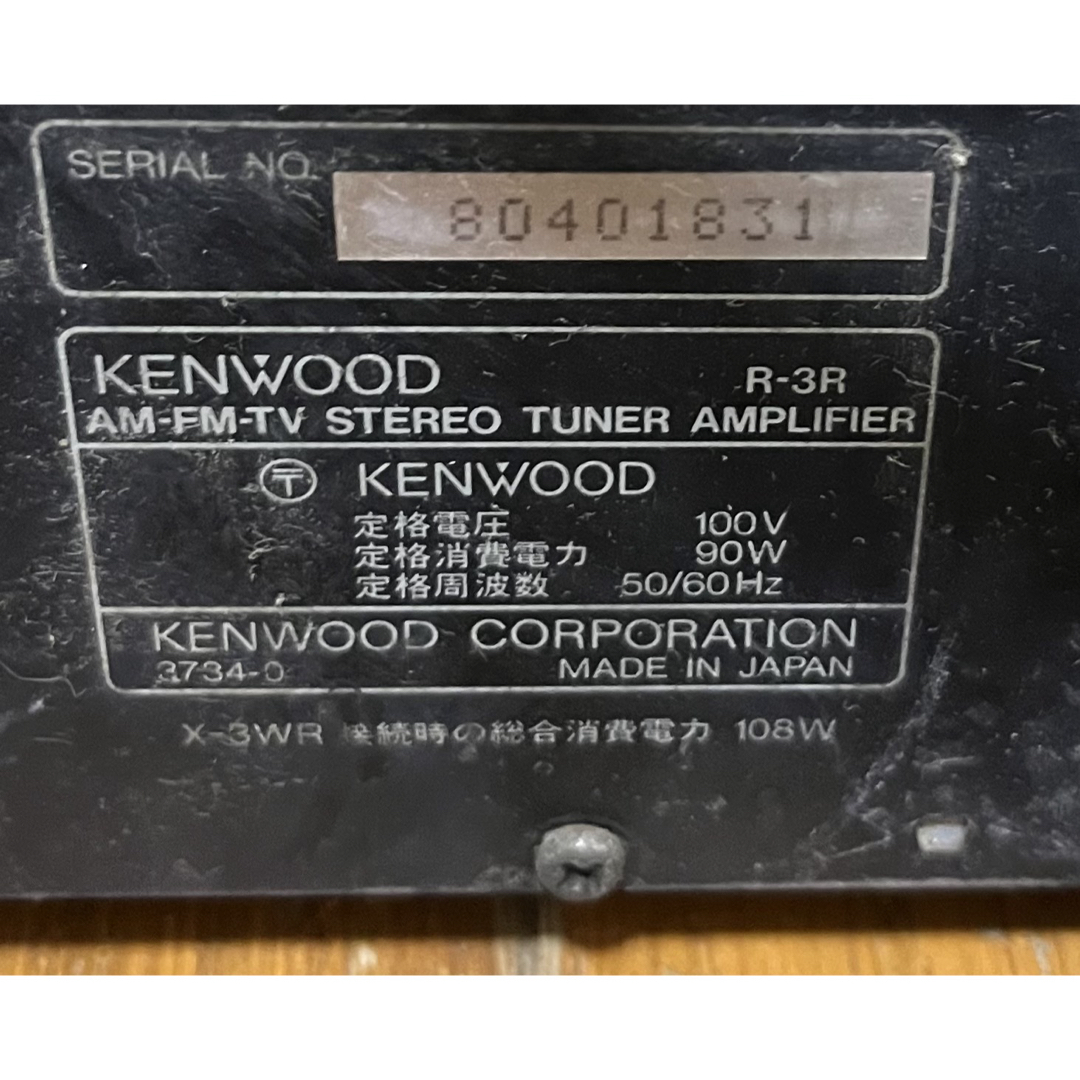 SERIAL NO.
80401831
KENWOOD R-3R
AM-FM-TV STEREO TUNER AMPLIFIER
〒 KENWOOD
定格電圧 100V
定格消費電力 90W
定格周波数 50/60Hz
KENWOOD CORPORATION
3734-0 MADE IN JAPAN
X-3WR 接続時の総合消費電力 108W